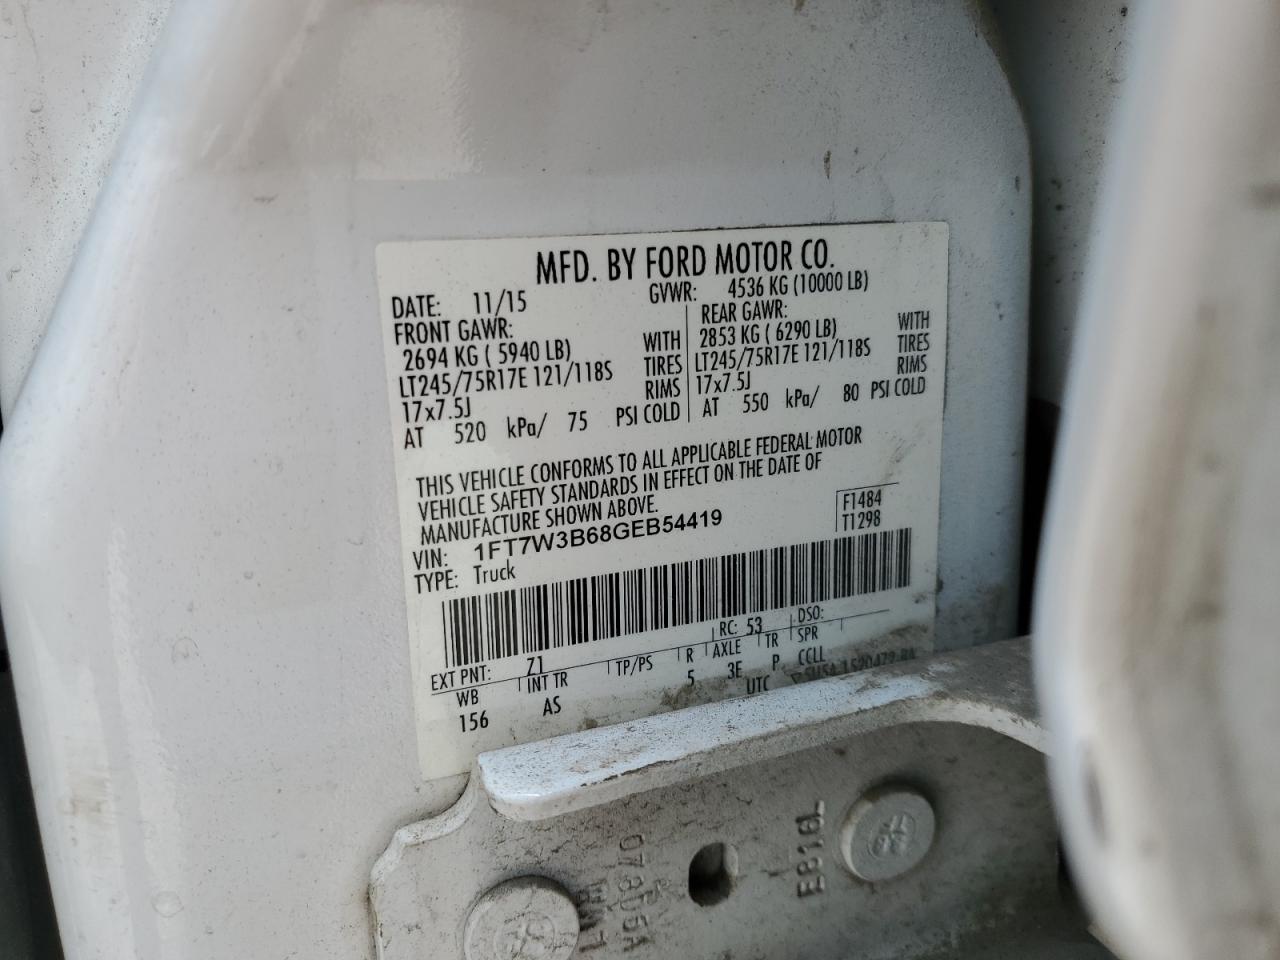 MFD. BY FORD MOTOR CO.
DATE: 11/15 GVWR: 4536 KG (10000 LB)
FRONT GAWR:
2694 KG ( 5940 LB) WITH
LT245/75R17E 121/118S TIRES
17x7.5J RIMS
AT 520 kPa/ 75 PSI COLD
REAR GAWR:
2853 KG ( 6290 LB) WITH
LT245/75R17E 121/118S TIRES
17x7.5J RIMS
AT 550 kPa/ 80 PSI COLD
THIS VEHICLE CONFORMS TO ALL APPLICABLE FEDERAL MOTOR
VEHICLE SAFETY STANDARDS IN EFFECT ON THE DATE OF
MANUFACTURE SHOWN ABOVE.
F1484
T1298
VIN: 1FT7W3B68GEB54419
TYPE: Truck
EXT PNT: Z1 RC: 53 DSO:
WB INT TR TP/PS R AXLE TR SPR
156 AS 5 3E P CCLL
UTC
E816L